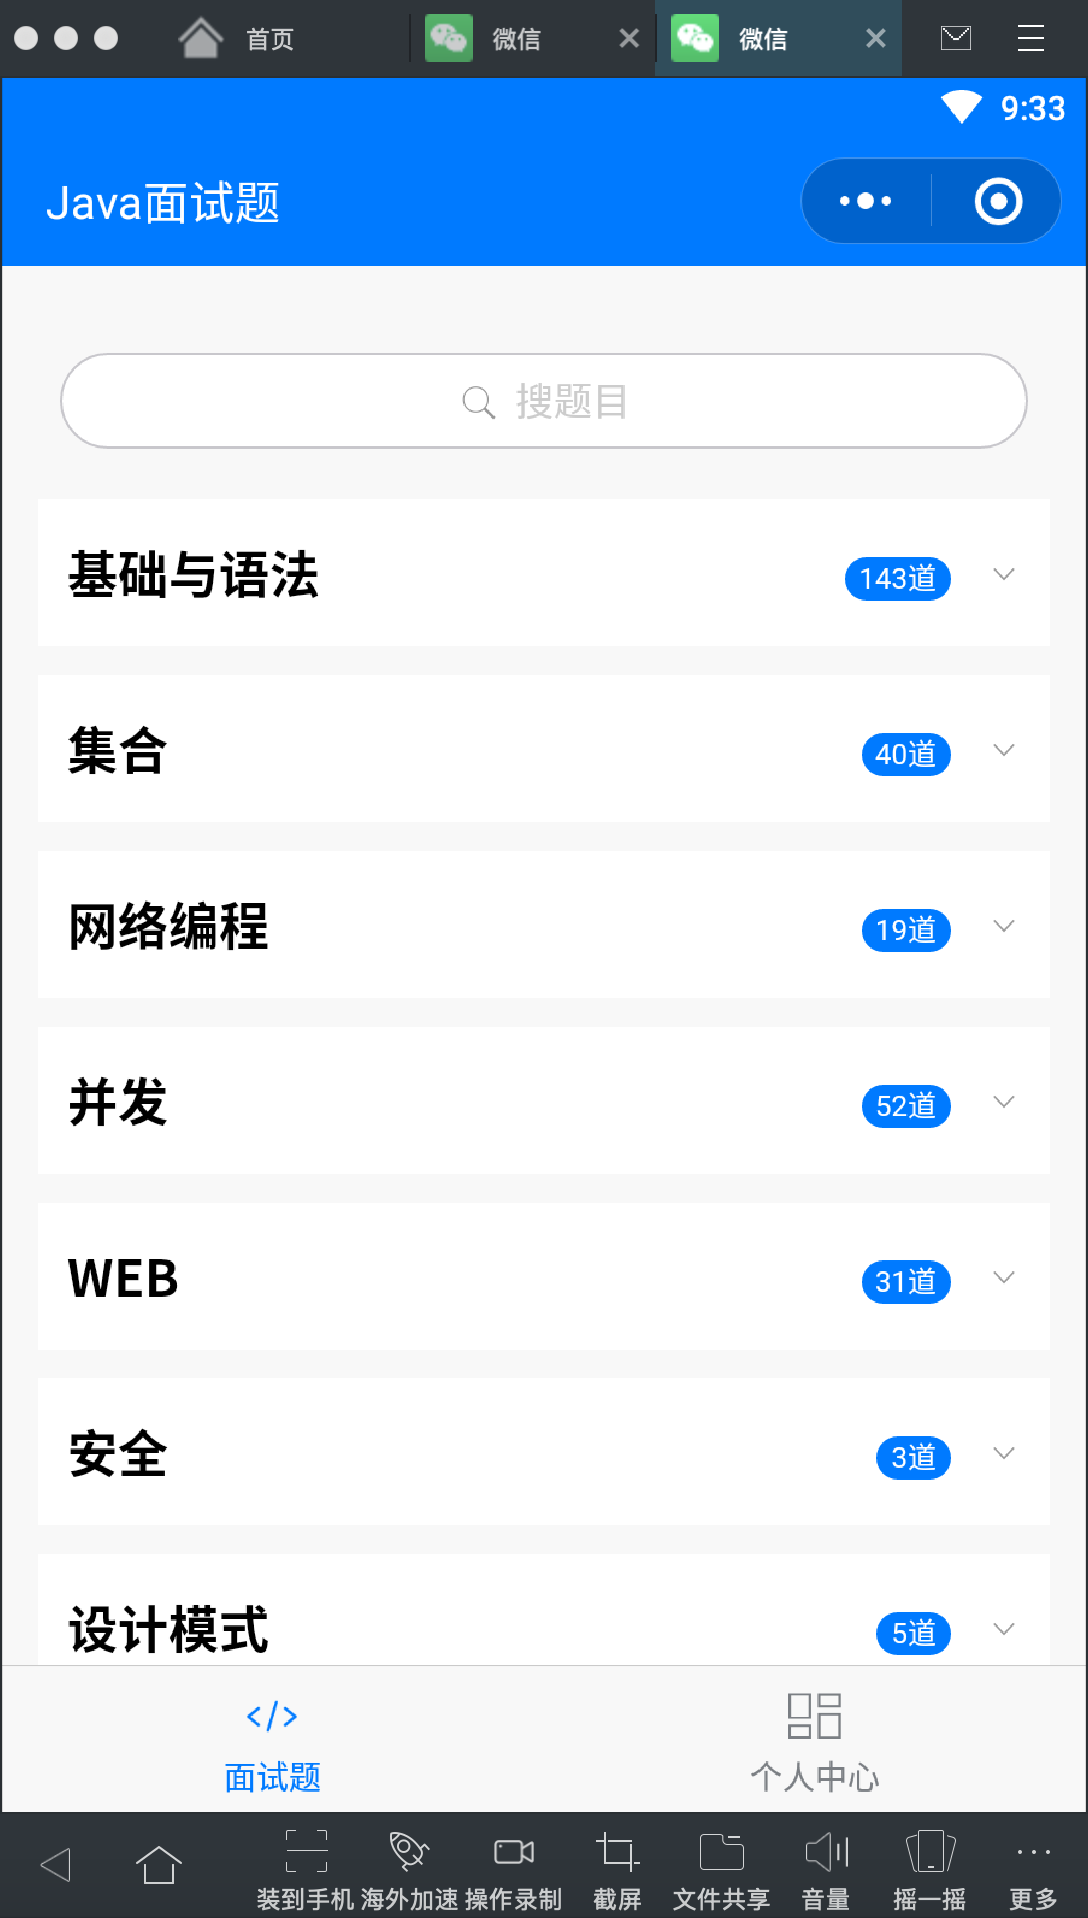 首页 微信 微信
9:33
Java面试题
搜题目
基础与语法 143道
集合 40道
网络编程 19道
并发 52道
WEB 31道
安全 3道
设计模式 5道
</>
面试题 个人中心
装到手机 海外加速 操作录制 截屏 文件共享 音量 摇一摇 更多